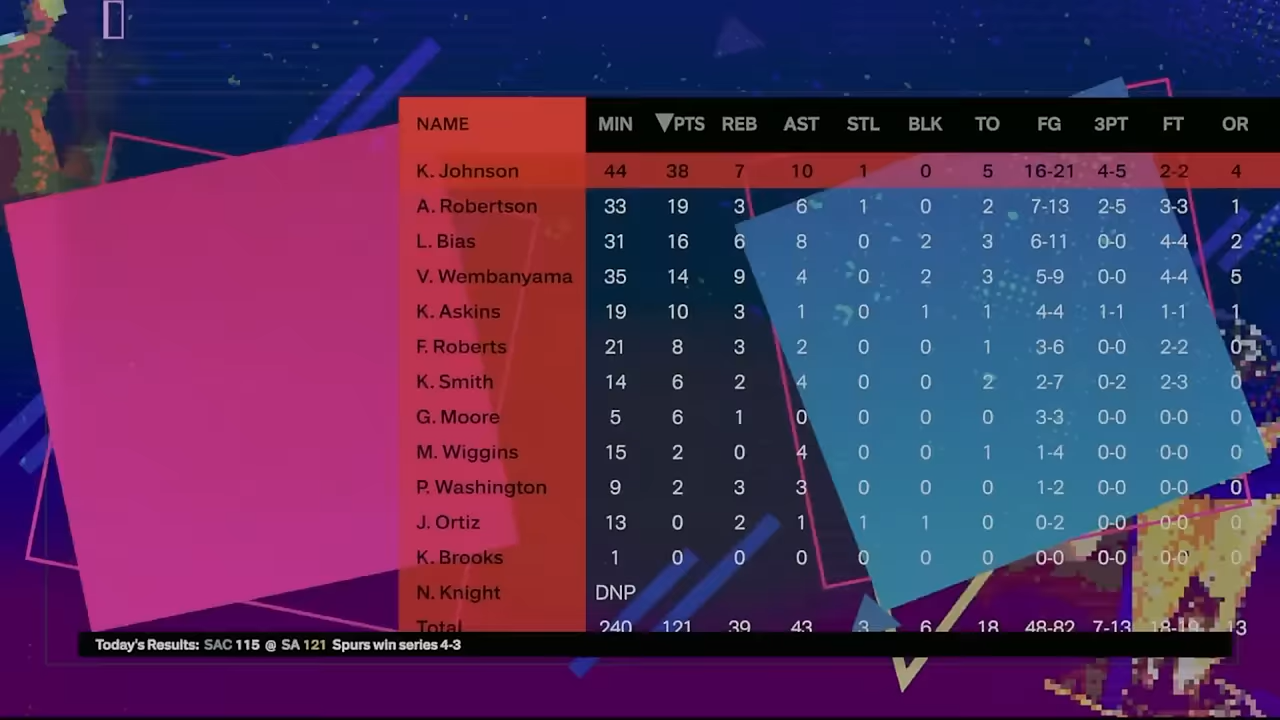 NAME MIN ▼PTS REB AST STL BLK TO FG 3PT FT OR
K. Johnson 44 38 7 10 1 0 5 16-21 4-5 2-2 4
A. Robertson 33 19 3 6 1 0 2 7-13 2-5 3-3 1
L. Bias 31 16 6 8 0 2 3 6-11 0-0 4-4 2
V. Wembanyama 35 14 9 4 0 2 3 5-9 0-0 4-4 5
K. Askins 19 10 3 1 0 1 1 4-4 1-1 1-1 1
F. Roberts 21 8 3 2 0 0 1 3-6 0-0 2-2 0
K. Smith 14 6 2 4 0 0 2 2-7 0-2 2-3 0
G. Moore 5 6 1 0 0 0 0 3-3 0-0 0-0 0
M. Wiggins 15 2 0 4 0 0 1 1-4 0-0 0-0 0
P. Washington 9 2 3 3 0 0 0 1-2 0-0 0-0 0
J. Ortiz 13 0 2 1 1 1 0 0-2 0-0 0-0 0
K. Brooks 1 0 0 0 0 0 0 0-0 0-0 0-0 0
N. Knight DNP
Total 240 121 39 43 3 6 18 48-82 7-13 13
Today's Results: SAC 115 @ SA 121 Spurs win series 4-3